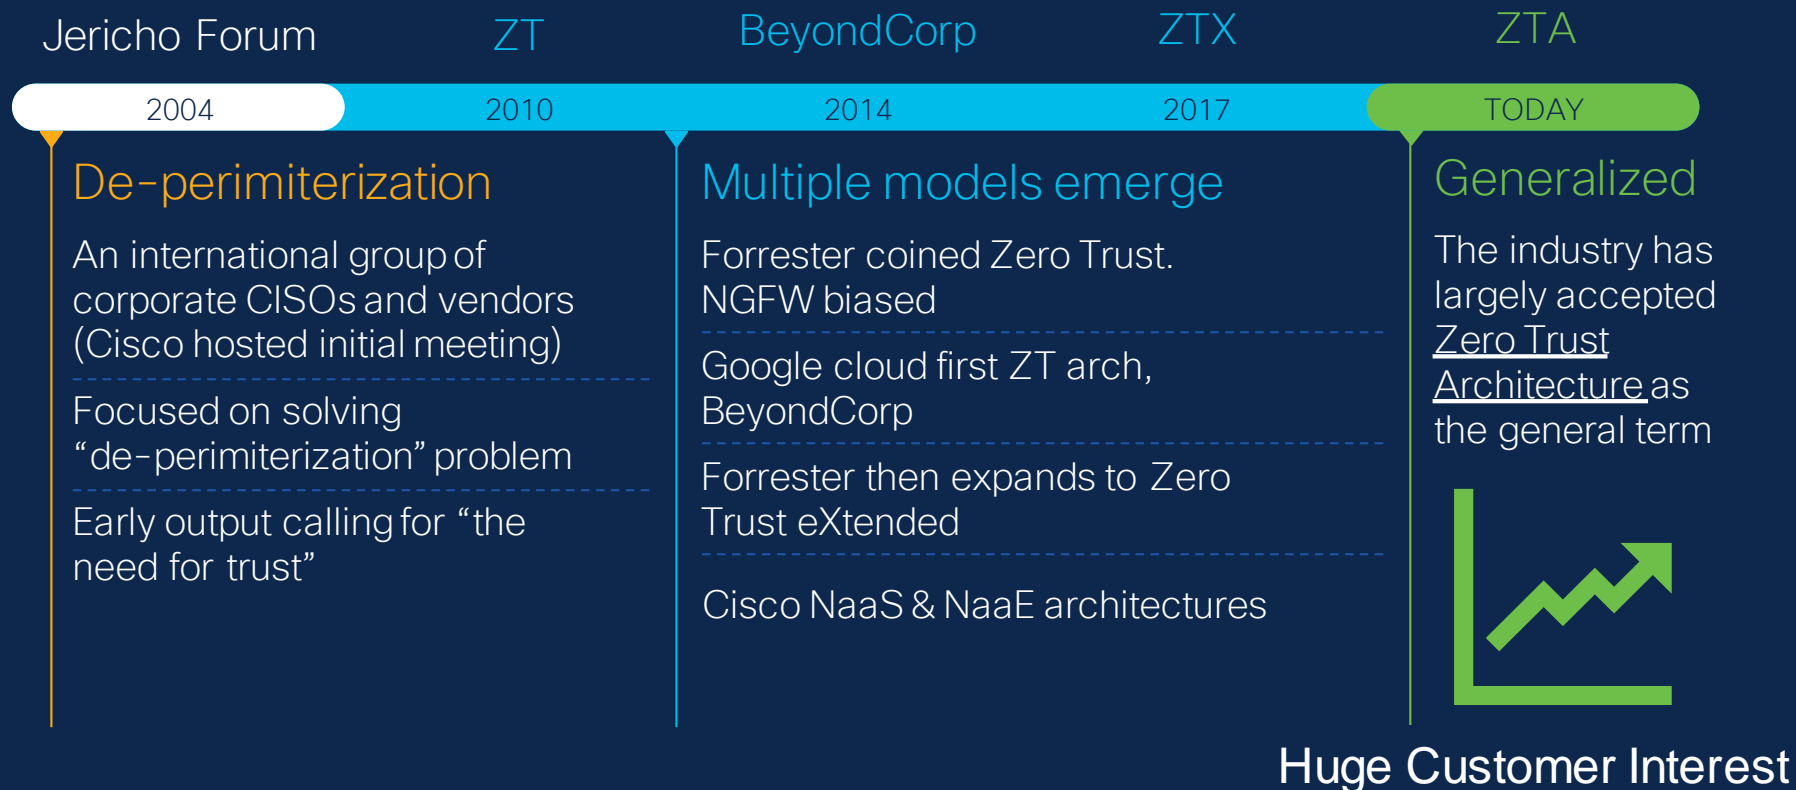 Jericho Forum
ZT
BeyondCorp
ZTX
ZTA
2004
2010
2014
2017
TODAY
De-perimiterization
An international group of
corporate CISOs and vendors
(Cisco hosted initial meeting)
Focused on solving
“de-perimiterization” problem
Early output calling for “the
need for trust”
Multiple models emerge
Forrester coined Zero Trust.
NGFW biased
Google cloud first ZT arch,
BeyondCorp
Forrester then expands to Zero
Trust eXtended
Cisco NaaS & NaaE architectures
Generalized
The industry has
largely accepted
Zero Trust
Architecture as
the general term
Huge Customer Interest